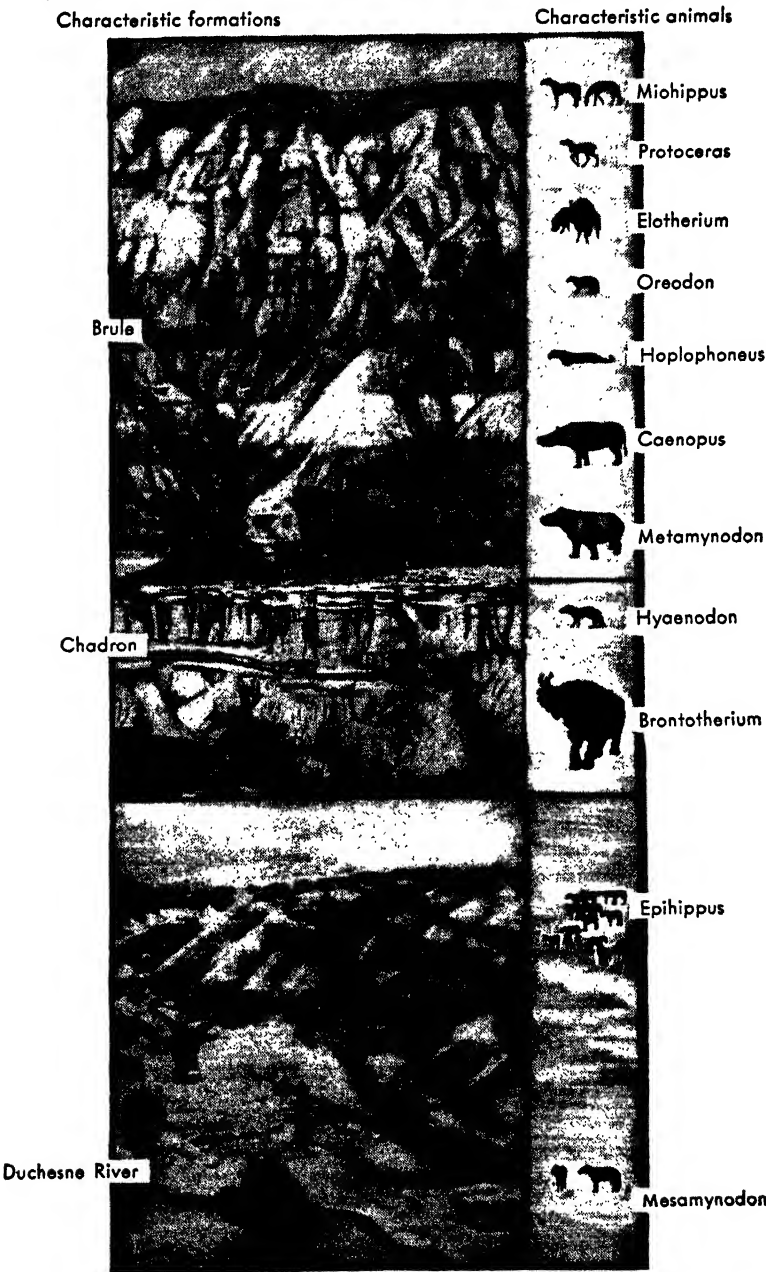 Characteristic formations
Characteristic animals
Miohippus
Protoceras
Elotherium
Oreodon
Brule
Hoplophoneus
Caenopus
Metamynodon
Hyaenodon
Chadron
Brontotherium
Epihippus
Duchesne River
Mesamynodon